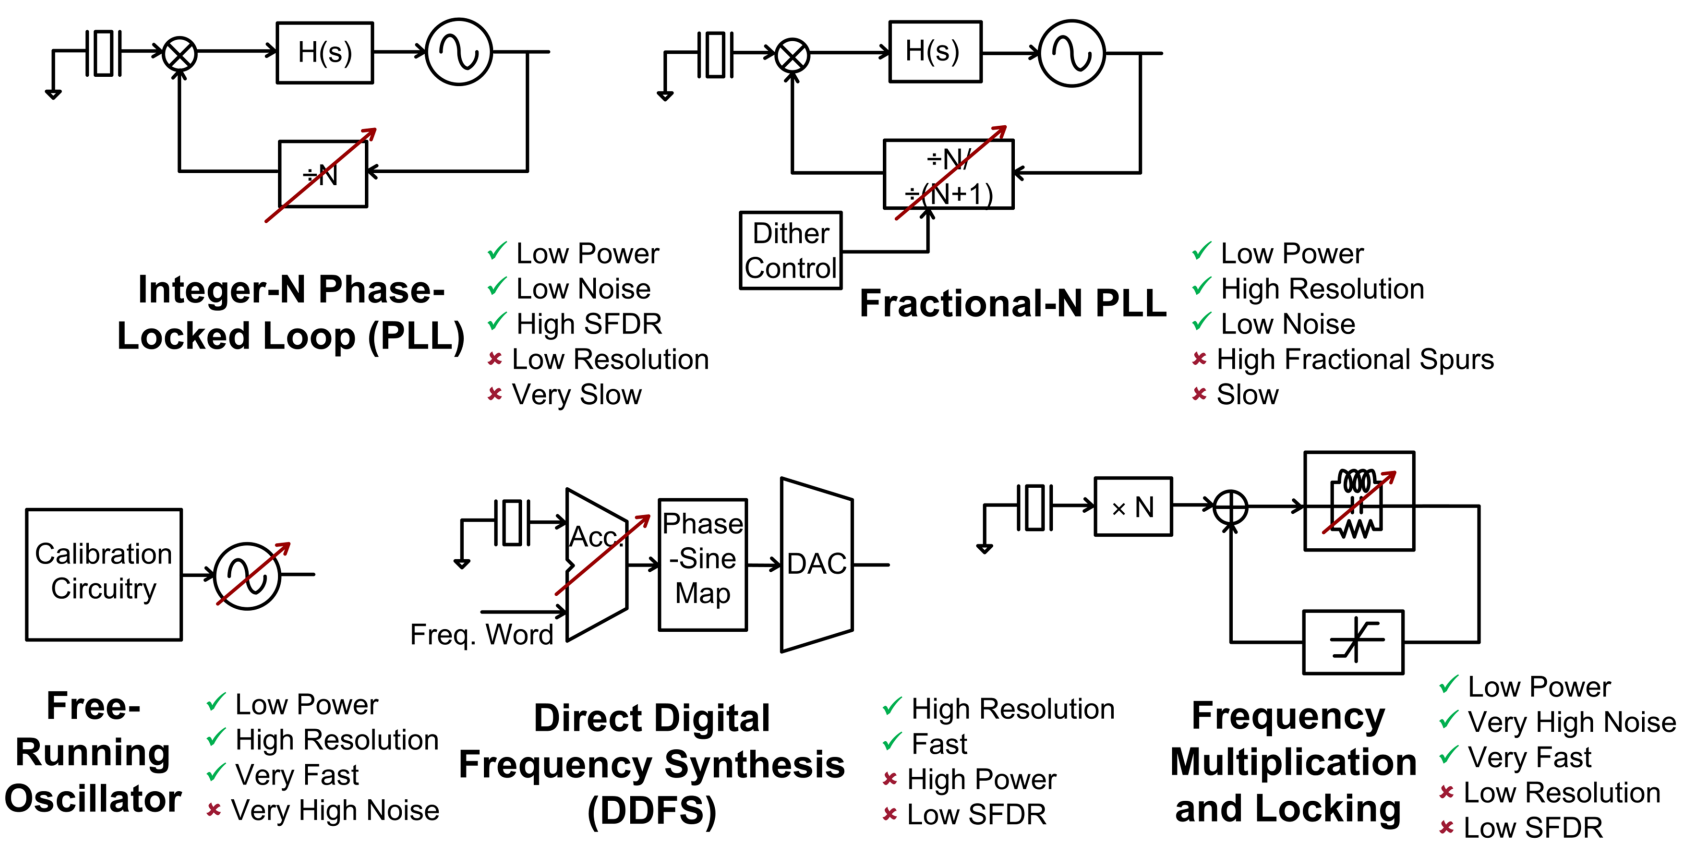 H(s)
÷N
Integer-N Phase-
Locked Loop (PLL)
✓ Low Power
✓ Low Noise
✓ High SFDR
✗ Low Resolution
✗ Very Slow
H(s)
÷N/
÷(N+1)
Dither
Control
Fractional-N PLL
✓ Low Power
✓ High Resolution
✓ Low Noise
✗ High Fractional Spurs
✗ Slow
Calibration
Circuitry
Free-
Running
Oscillator
✓ Low Power
✓ High Resolution
✓ Very Fast
✗ Very High Noise
Acc.
Freq. Word
Phase
-Sine
Map
DAC
Direct Digital
Frequency Synthesis
(DDFS)
✓ High Resolution
✓ Fast
✗ High Power
✗ Low SFDR
× N
Frequency
Multiplication
and Locking
✓ Low Power
✓ Very High Noise
✓ Very Fast
✗ Low Resolution
✗ Low SFDR